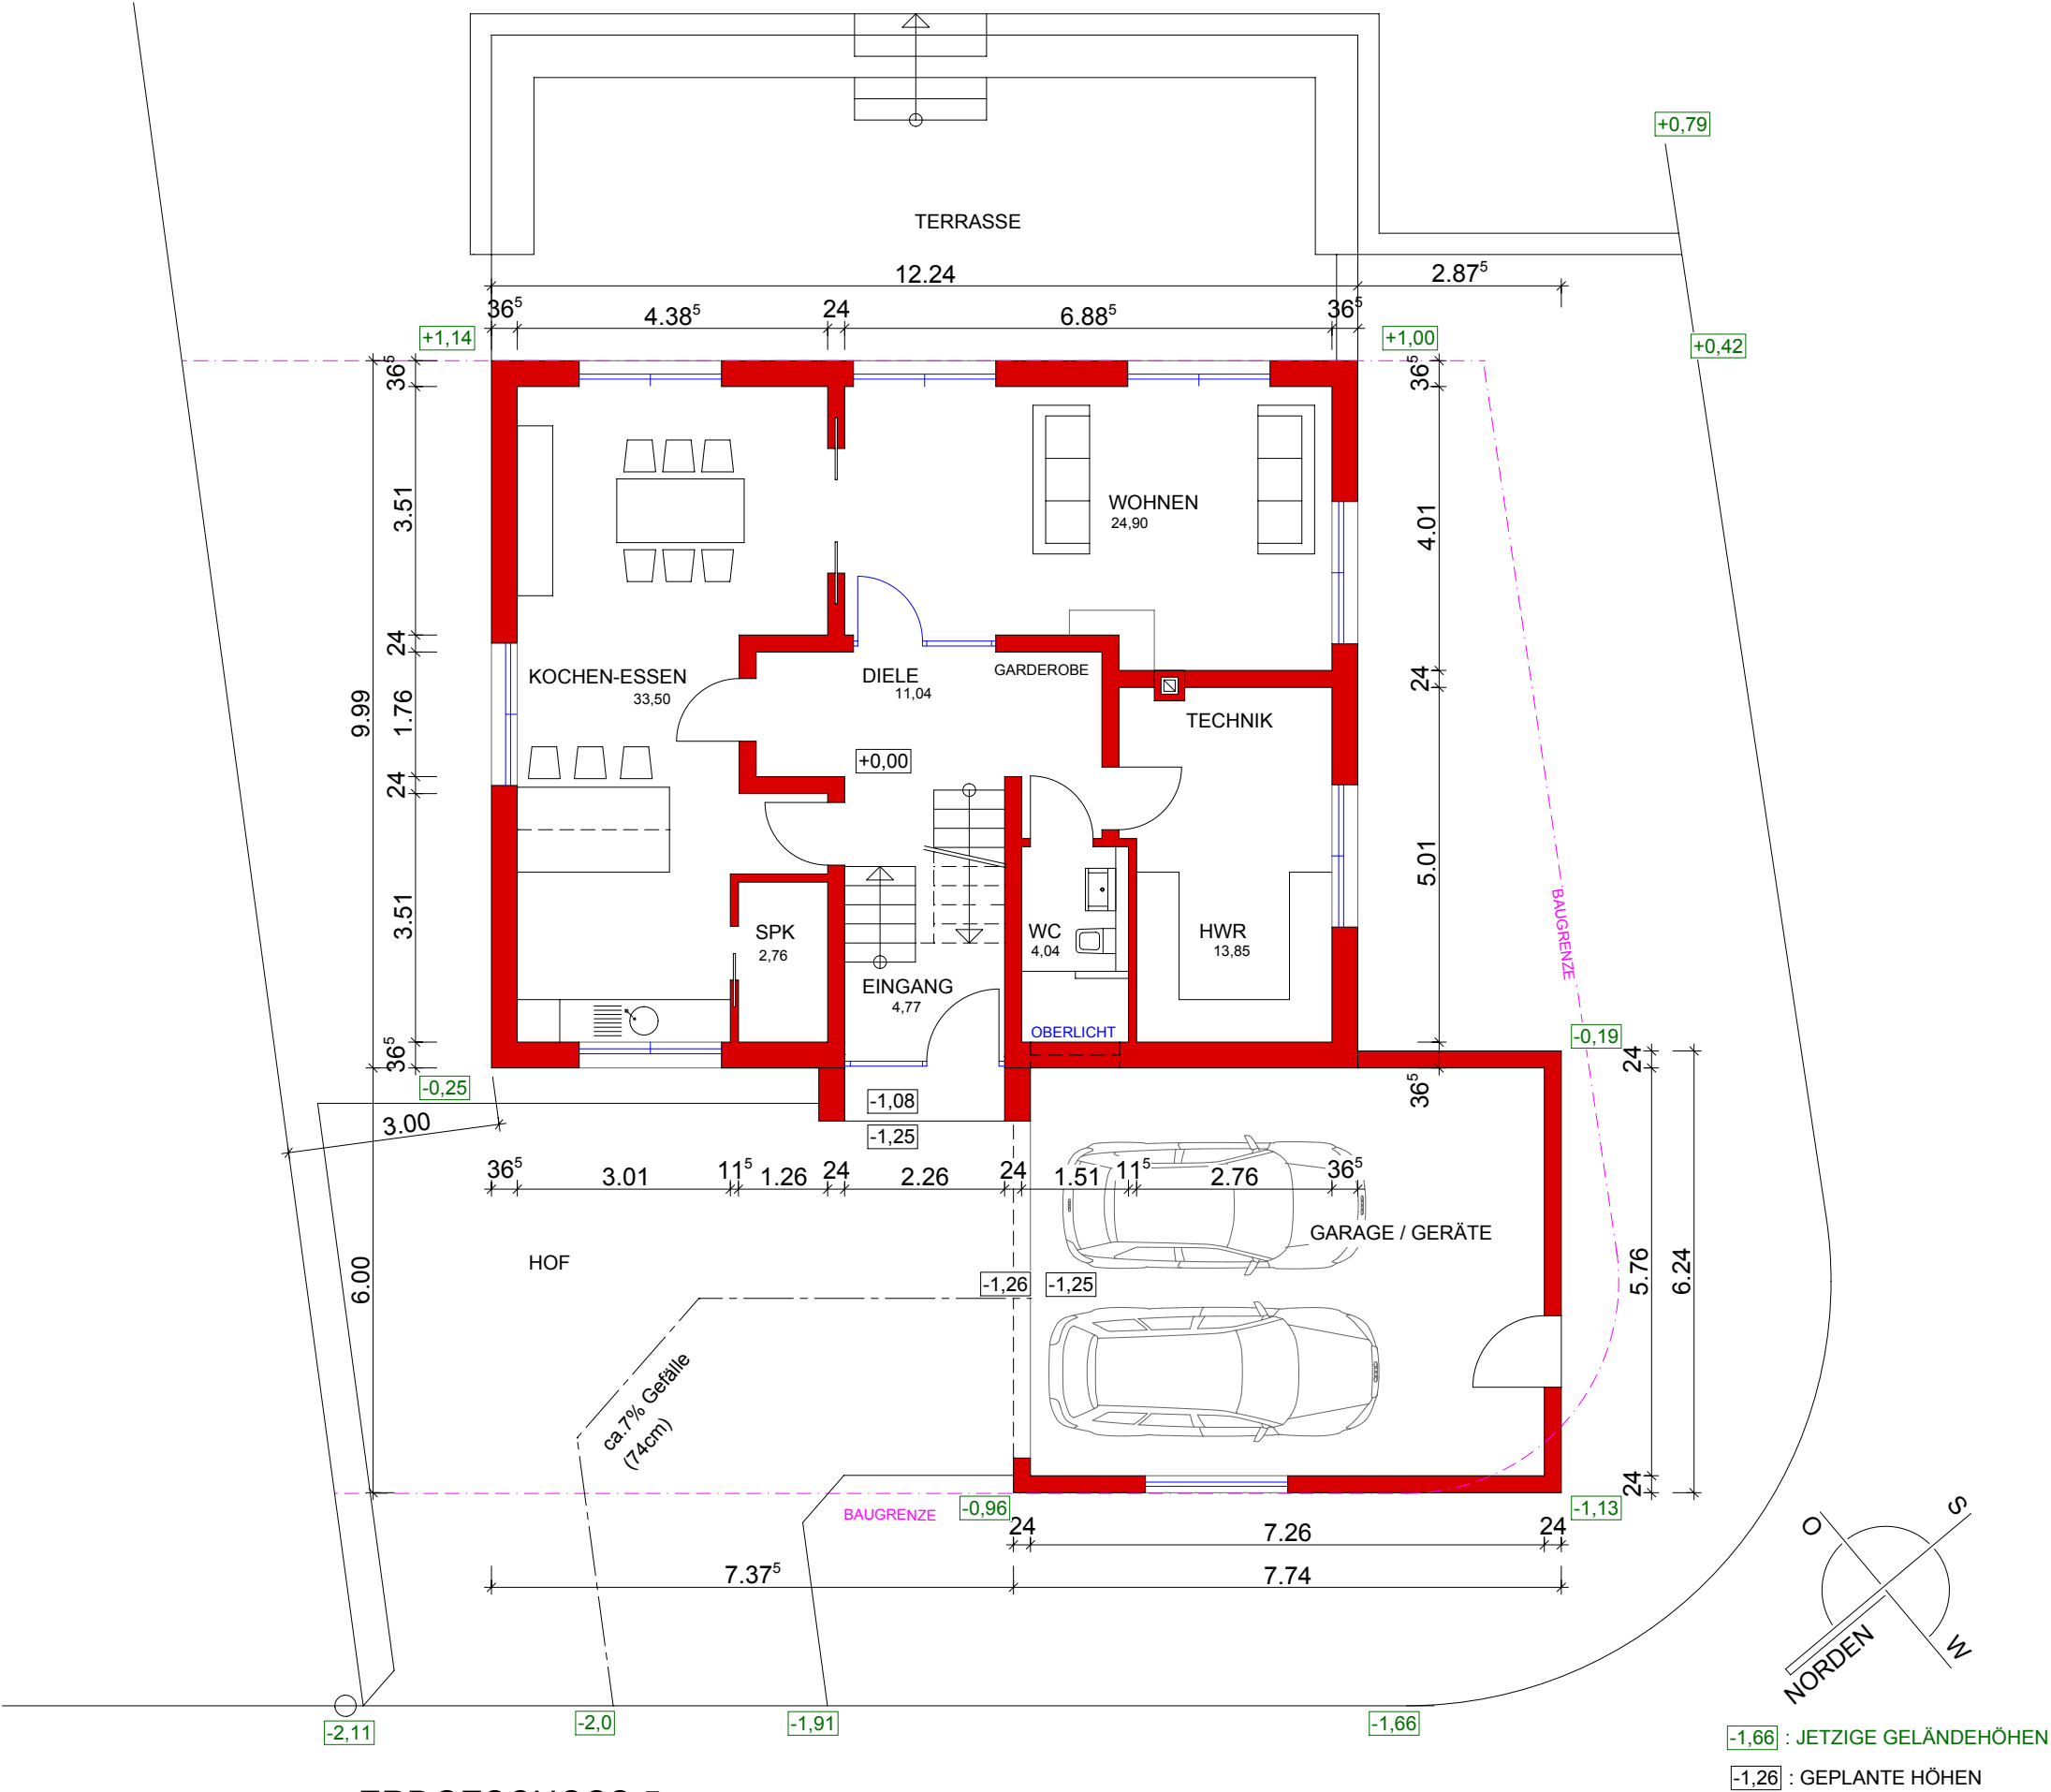 +0,79
TERRASSE
12.24
2.87⁵
36⁵
4.38⁵
24
6.88⁵
36⁵
+1,14
+1,00
+0,42
36⁵
36⁵
3.51
4.01
WOHNEN
24,90
24
24
KOCHEN-ESSEN
33,50
DIELE
11,04
GARDEROBE
9.99
1.76
TECHNIK
+0,00
24
5.01
3.51
BAUGRENZE
SPK
2,76
WC
4,04
HWR
13,85
EINGANG
4,77
OBERLICHT
-0,19
36⁵
24
-0,25
36⁵
-1,08
3.00
-1,25
36⁵
3.01
11⁵
1.26
24
2.26
24
1.51
11⁵
2.76
36⁵
GARAGE / GERÄTE
HOF
6.00
5.76
6.24
-1,26
-1,25
ca.7% Gefälle
(74cm)
24
BAUGRENZE
-0,96
-1,13
24
7.26
24
7.37⁵
7.74
O
S
W
NORDEN
-2,11
-2,0
-1,91
-1,66
-1,66 : JETZIGE GELÄNDEHÖHEN
-1,26 : GEPLANTE HÖHEN